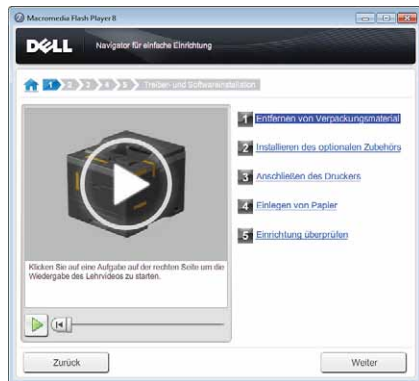 Macromedia Flash Player 8
DELL Navigator für einfache Einrichtung
1 2 3 4 5 Treiber- und Softwareinstallation
1 Entfernen von Verpackungsmaterial
2 Installieren des optionalen Zubehörs
3 Anschließen des Druckers
4 Einlegen von Papier
5 Einrichtung überprüfen
Klicken Sie auf eine Aufgabe auf der rechten Seite um die
Wiedergabe des Lehrvideos zu starten.
Zurück Weiter